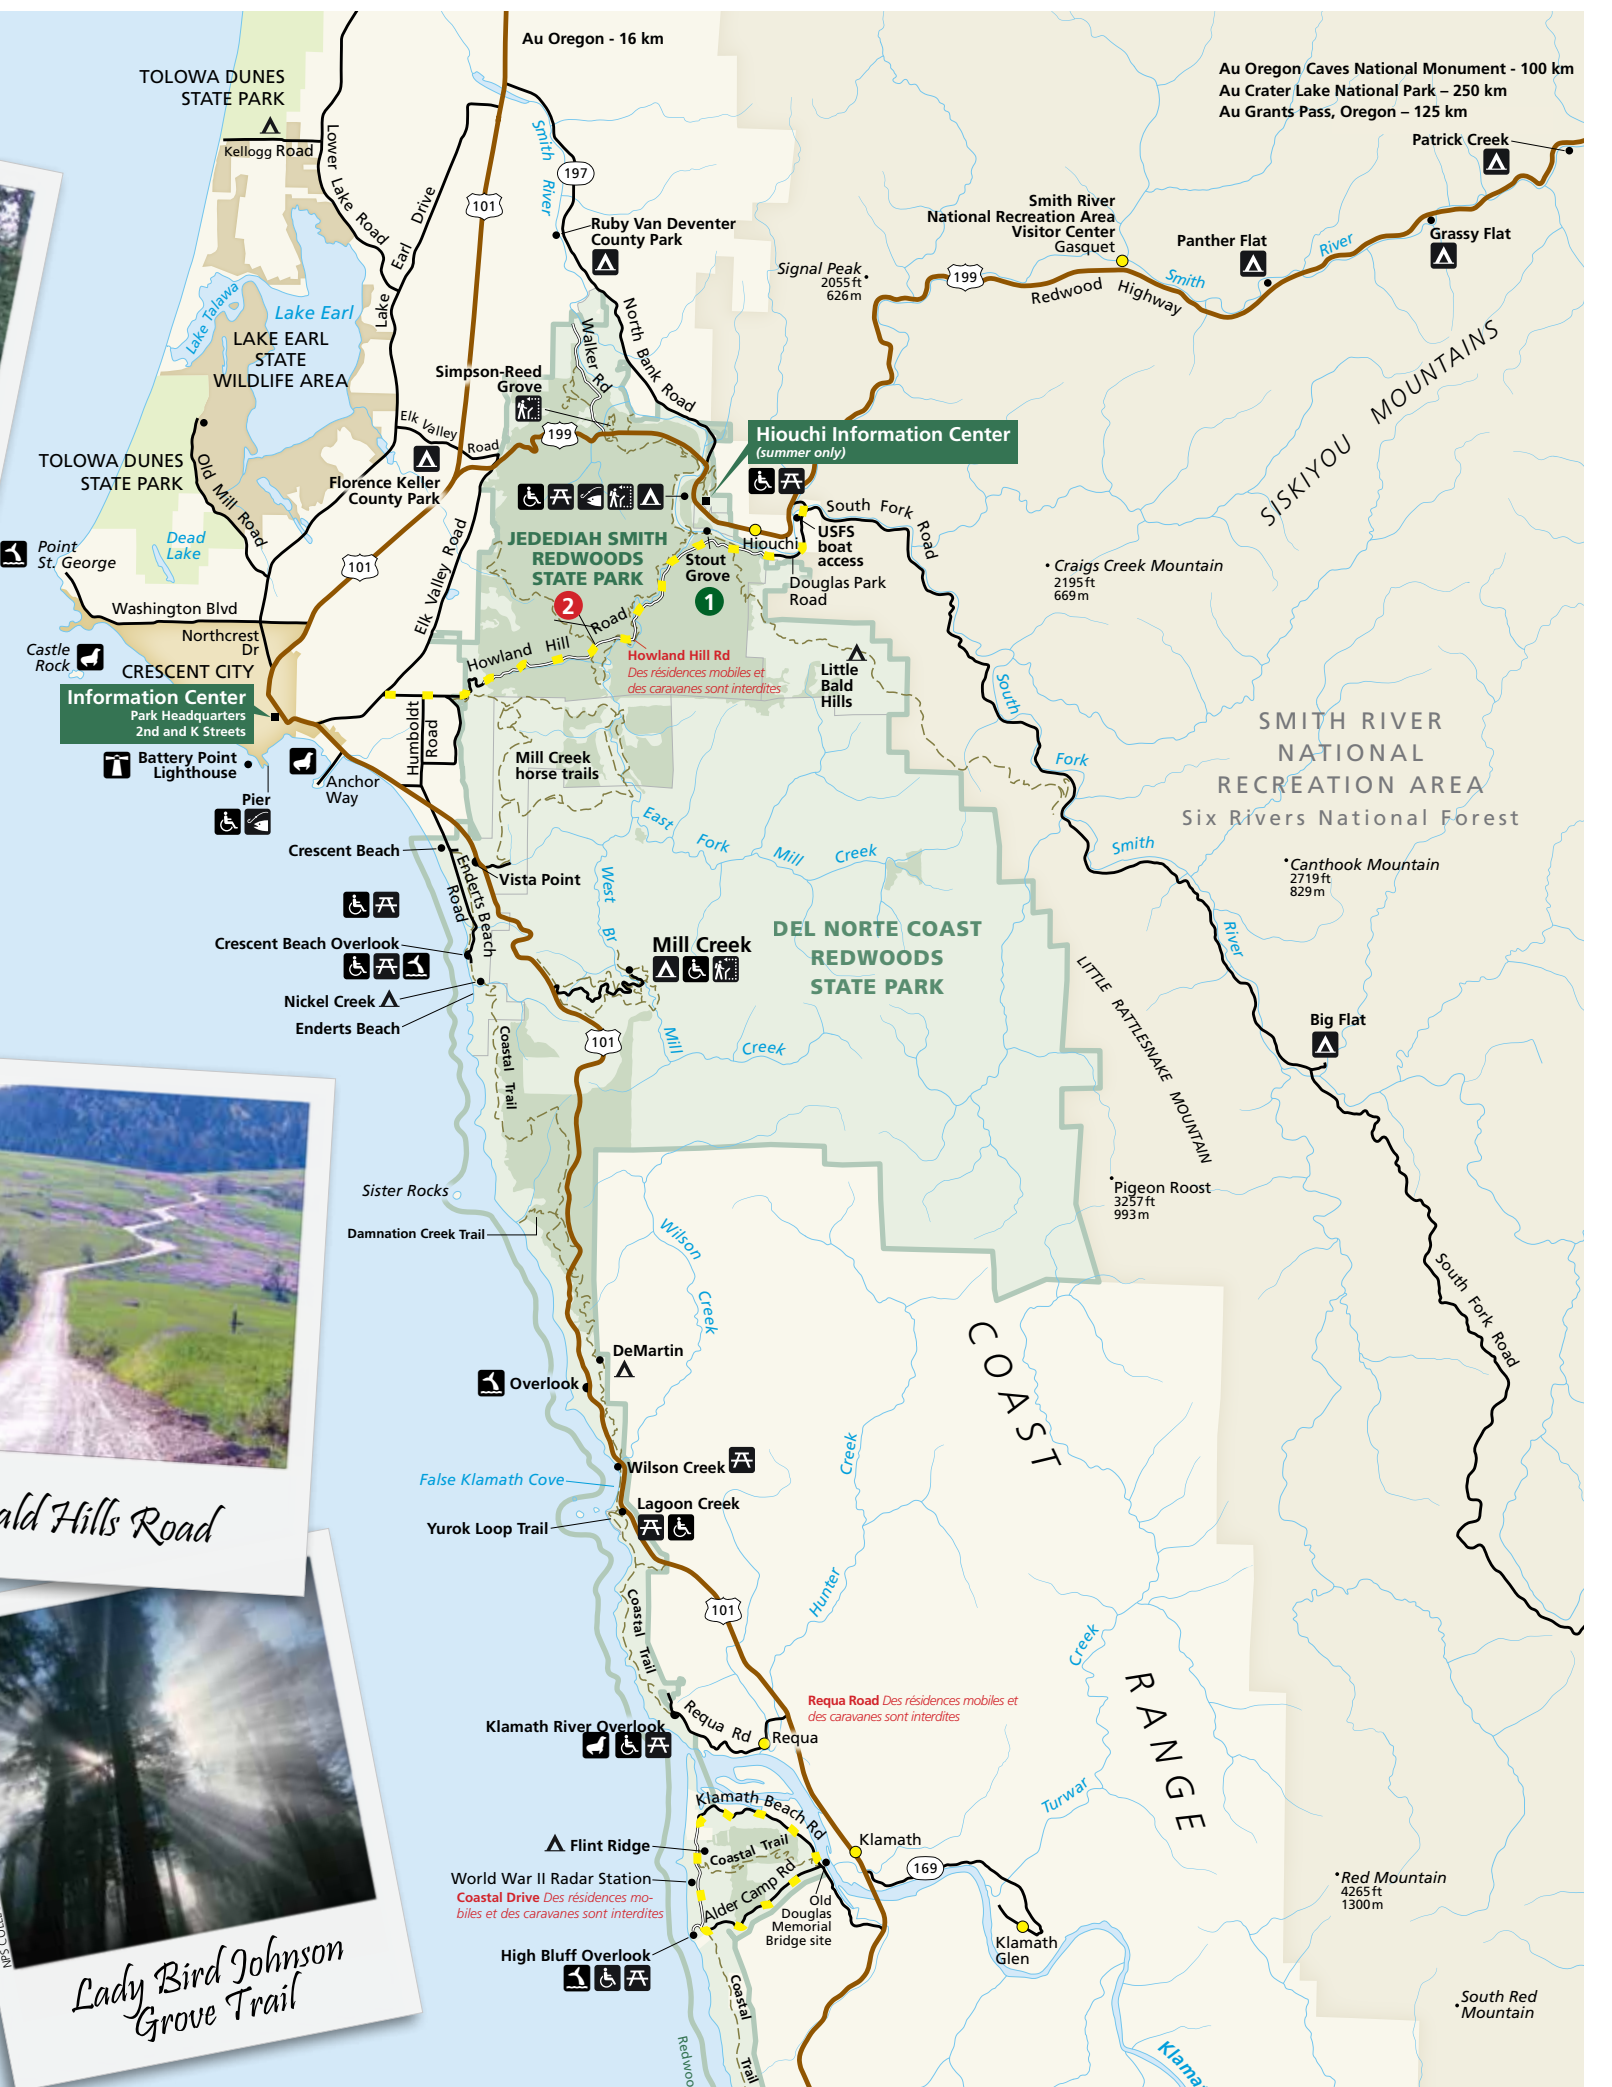 Au Oregon - 16 km
Au Oregon Caves National Monument - 100 km
Au Crater Lake National Park – 250 km
Au Grants Pass, Oregon – 125 km
TOLOWA DUNES
STATE PARK
Kellogg Road
Lower Lake Road
Lake Earl Drive
101
Smith River
197
Ruby Van Deventer
County Park
Patrick Creek
Smith River
National Recreation Area
Visitor Center
Gasquet
Panther Flat
Grassy Flat
Smith River
199
Redwood Highway
Signal Peak
2055 ft
626 m
SISKIYOU MOUNTAINS
Lake Talawa
Lake Earl
LAKE EARL
STATE
WILDLIFE AREA
Walker Rd
North Bank Road
Simpson-Reed
Grove
199
Elk Valley Road
Florence Keller
County Park
Hiouchi Information Center
(summer only)
TOLOWA DUNES
STATE PARK
Old Mill Road
Dead
Lake
Point
St. George
101
Elk Valley Road
JEDEDIAH SMITH
REDWOODS
STATE PARK
2
Stout
Grove
1
Hiouchi
USFS
boat
access
Douglas Park
Road
South Fork Road
Craigs Creek Mountain
2195 ft
669 m
Washington Blvd
Northcrest
Dr
Castle
Rock
CRESCENT CITY
Information Center
Park Headquarters
2nd and K Streets
Howland Hill Road
Howland Hill Rd
Des résidences mobiles et
des caravanes sont interdites
Little
Bald
Hills
South Fork Smith River
SMITH RIVER
NATIONAL
RECREATION AREA
Six Rivers National Forest
Battery Point
Lighthouse
Pier
Anchor
Way
Humboldt
Road
Mill Creek
horse trails
East Fork Mill Creek
West Br
Canthook Mountain
2719 ft
829 m
Crescent Beach
Enderts Beach
Road
Vista Point
Crescent Beach Overlook
Mill Creek
DEL NORTE COAST
REDWOODS
STATE PARK
Nickel Creek
Enderts Beach
Coastal Trail
101
Mill Creek
LITTLE RATTLESNAKE MOUNTAIN
Big Flat
Pigeon Roost
3257 ft
993 m
Sister Rocks
Damnation Creek Trail
Wilson Creek
South Fork Road
COAST RANGE
DeMartin
Overlook
Wilson Creek
False Klamath Cove
Lagoon Creek
Yurok Loop Trail
Hunter Creek
Coastal Trail
101
Turwar Creek
Requa Road Des résidences mobiles et
des caravanes sont interdites
Klamath River Overlook
Requa Rd
Requa
Klamath Beach Rd
Flint Ridge
Coastal Trail
Klamath
169
World War II Radar Station
Coastal Drive Des résidences mo-
biles et des caravanes sont interdites
Alder Camp Rd
Old
Douglas
Memorial
Bridge site
High Bluff Overlook
Klamath
Glen
Red Mountain
4265 ft
1300 m
South Red
Mountain
Coastal Trail
ald Hills Road
Lady Bird Johnson
Grove Trail